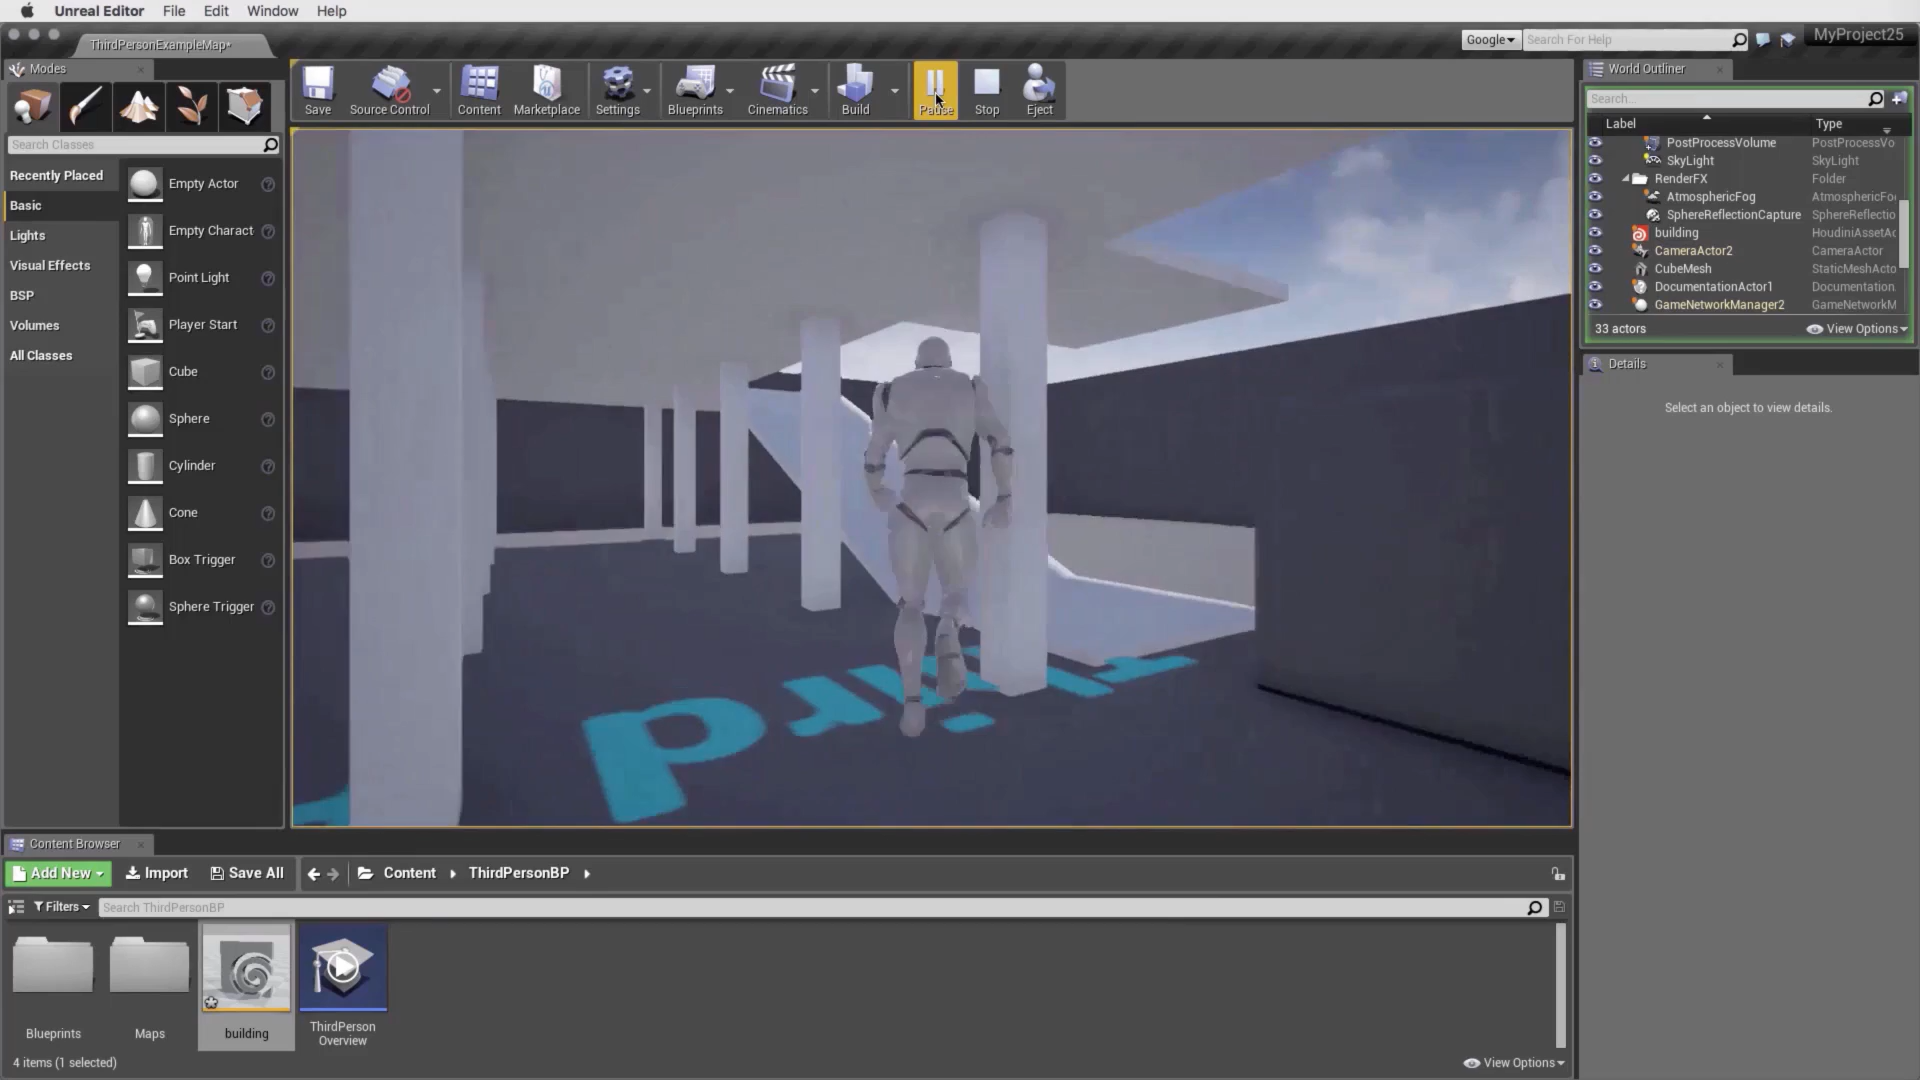 Unreal Editor File Edit Window Help
ThirdPersonExampleMap*
Google Search For Help MyProject25
Modes
World Outliner
Save Source Control Content Marketplace Settings Blueprints Cinematics Build Pause Stop Eject
Search...
Label Type
PostProcessVolume PostProcessVo
SkyLight SkyLight
RenderFX Folder
AtmosphericFog AtmosphericFo
SphereReflectionCapture SphereReflectio
building HoudiniAssetAc
CameraActor2 CameraActor
CubeMesh StaticMeshActo
DocumentationActor1 Documentation
GameNetworkManager2 GameNetworkM
33 actors View Options
Details
Select an object to view details.
Search Classes
Recently Placed
Basic
Lights
Visual Effects
BSP
Volumes
All Classes
Empty Actor
Empty Charact
Point Light
Player Start
Cube
Sphere
Cylinder
Cone
Box Trigger
Sphere Trigger
Content Browser
Add New Import Save All Content ThirdPersonBP
Filters Search ThirdPersonBP
Blueprints
Maps
building
ThirdPerson
Overview
4 items (1 selected) View Options